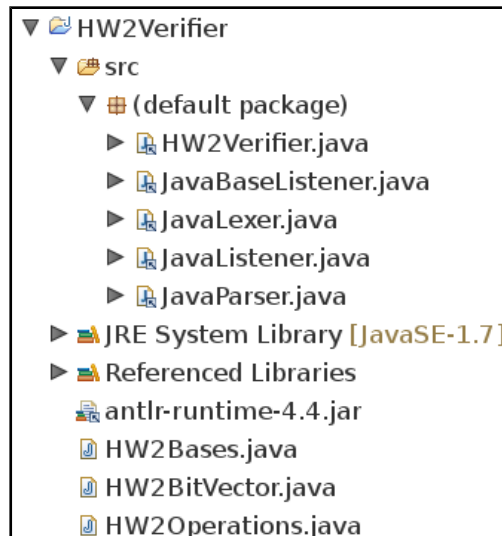 HW2Verifier
src
(default package)
HW2Verifier.java
JavaBaseListener.java
JavaLexer.java
JavaListener.java
JavaParser.java
JRE System Library [JavaSE-1.7]
Referenced Libraries
antlr-runtime-4.4.jar
HW2Bases.java
HW2BitVector.java
HW2Operations.java